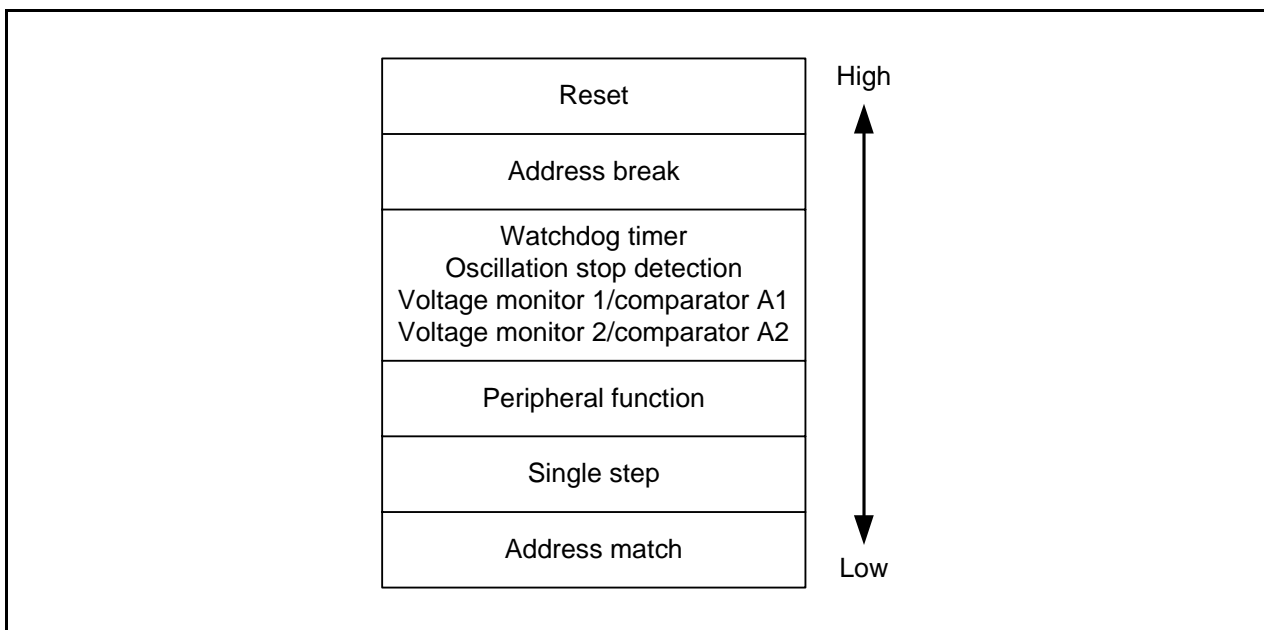 Reset
High
Address break
Watchdog timer
Oscillation stop detection
Voltage monitor 1/comparator A1
Voltage monitor 2/comparator A2
Peripheral function
Single step
Address match
Low